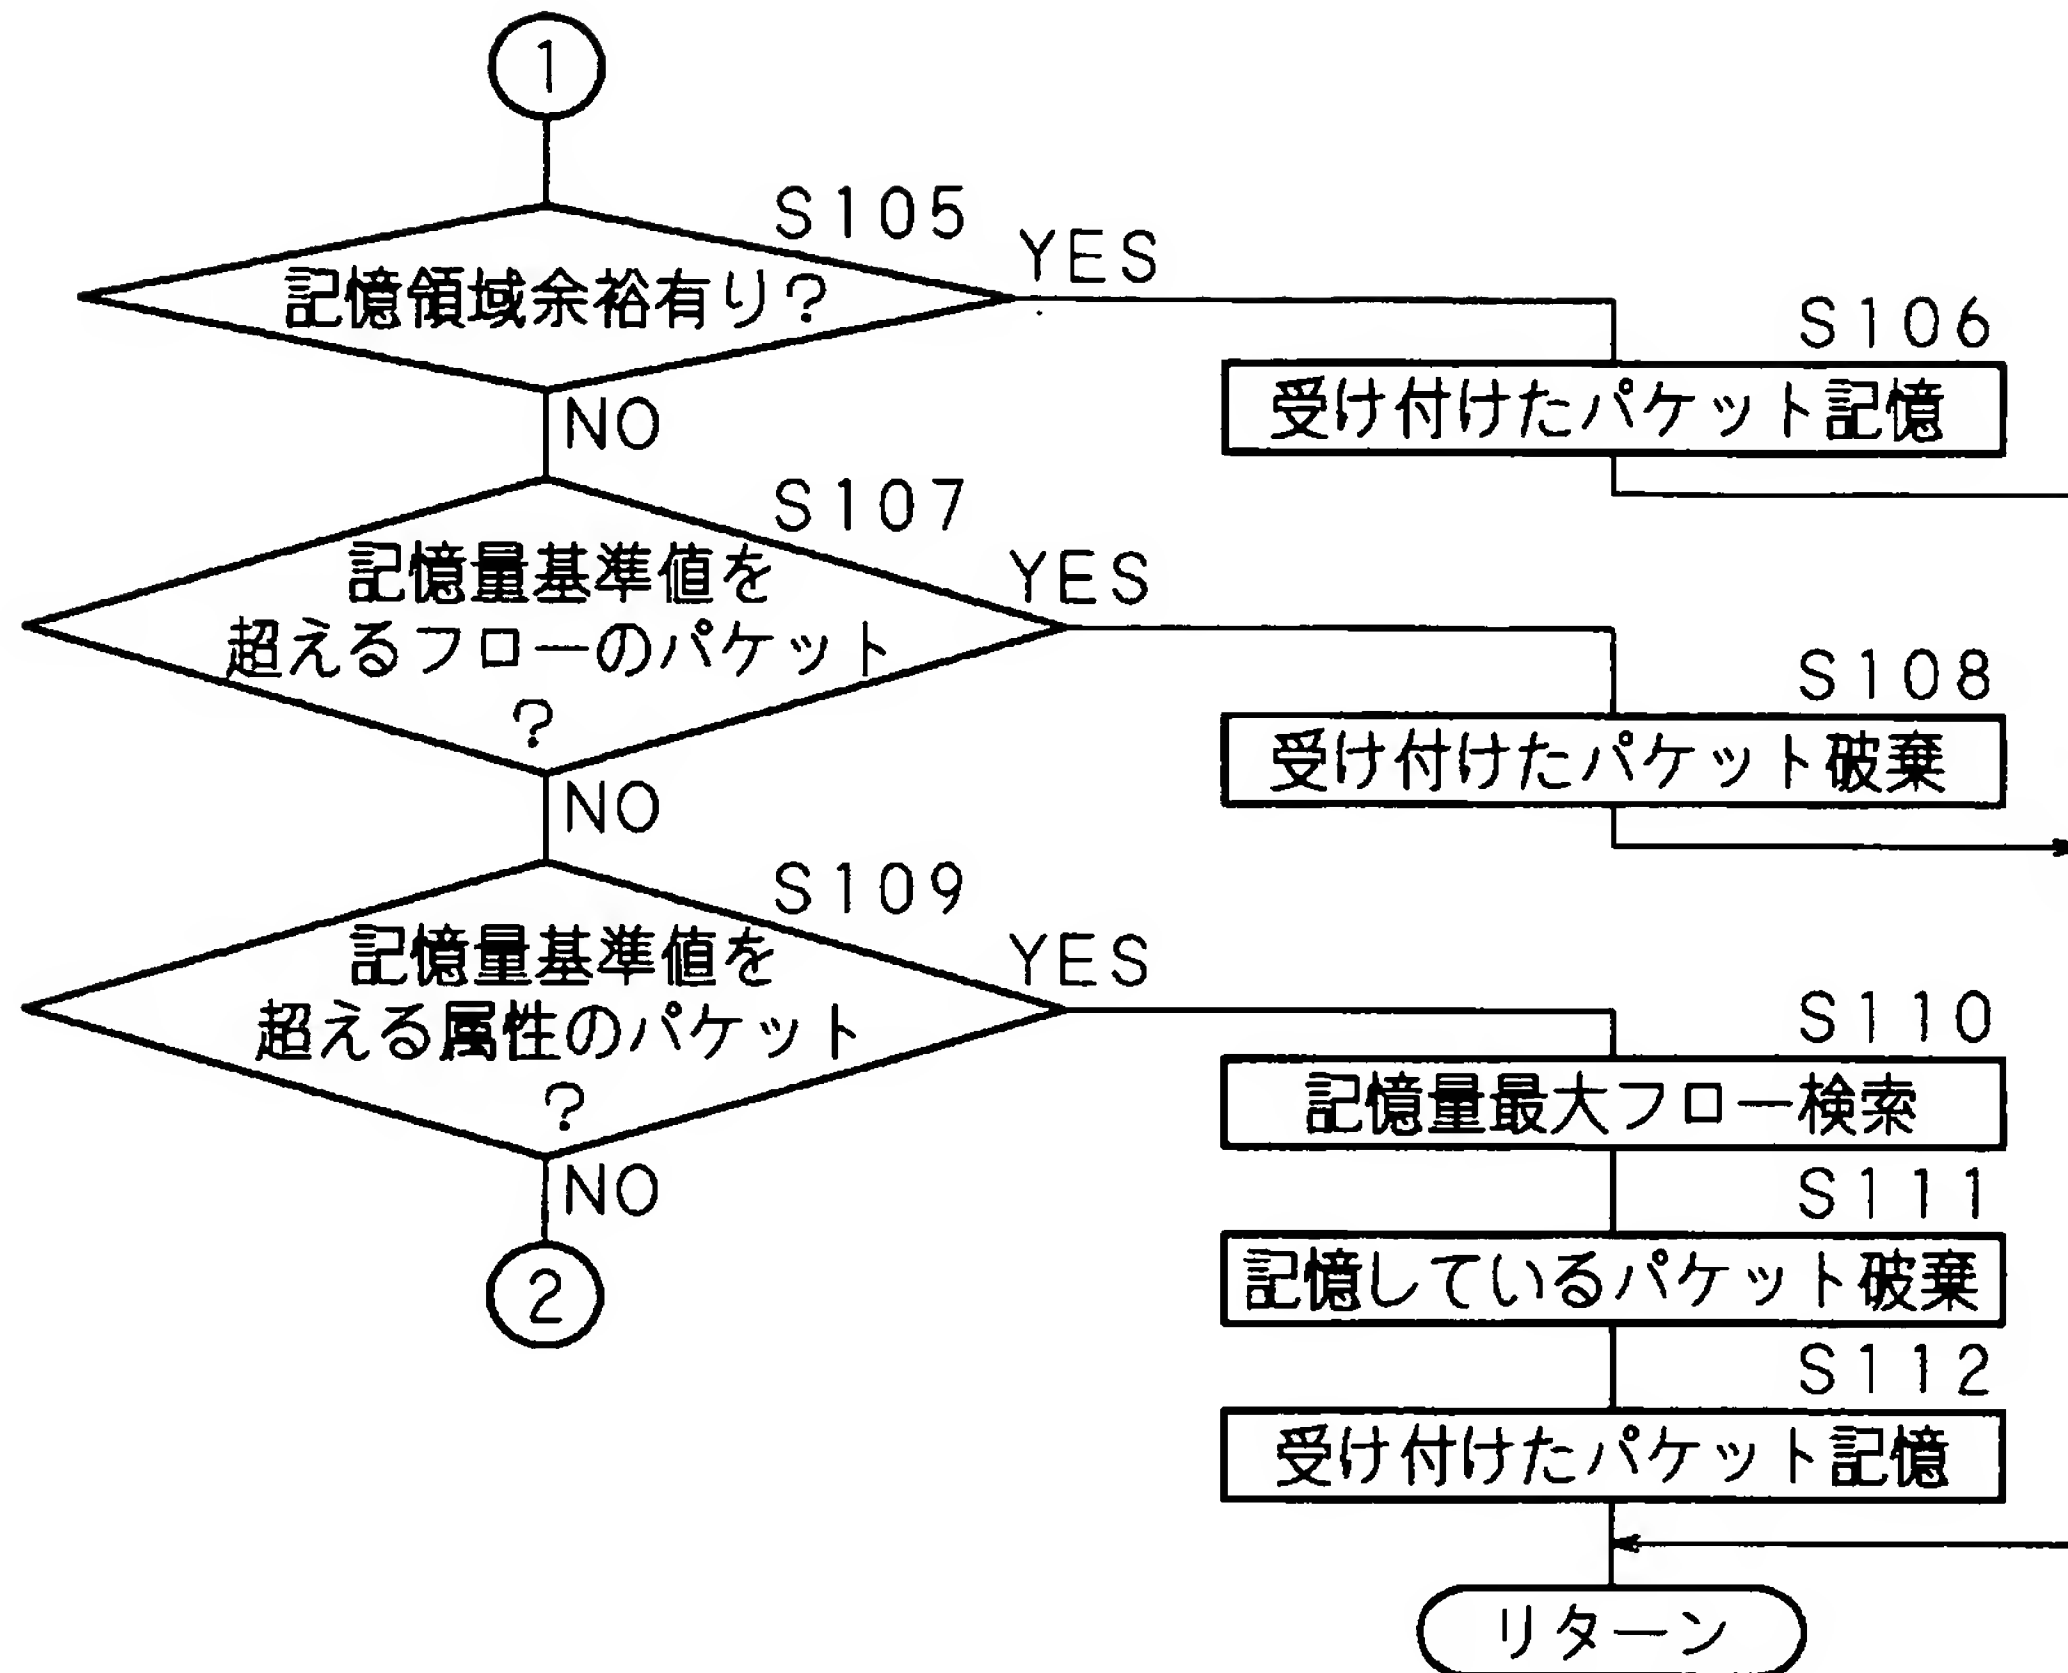 1
S105
記憶領域余裕有り?
YES
NO
S106
受け付けたパケット記憶
S107
記憶量基準値を
超えるフローのパケット
?
YES
NO
S108
受け付けたパケット破棄
S109
記憶量基準値を
超える属性のパケット
?
YES
NO
2
S110
記憶量最大フロー検索
S111
記憶しているパケット破棄
S112
受け付けたパケット記憶
リターン